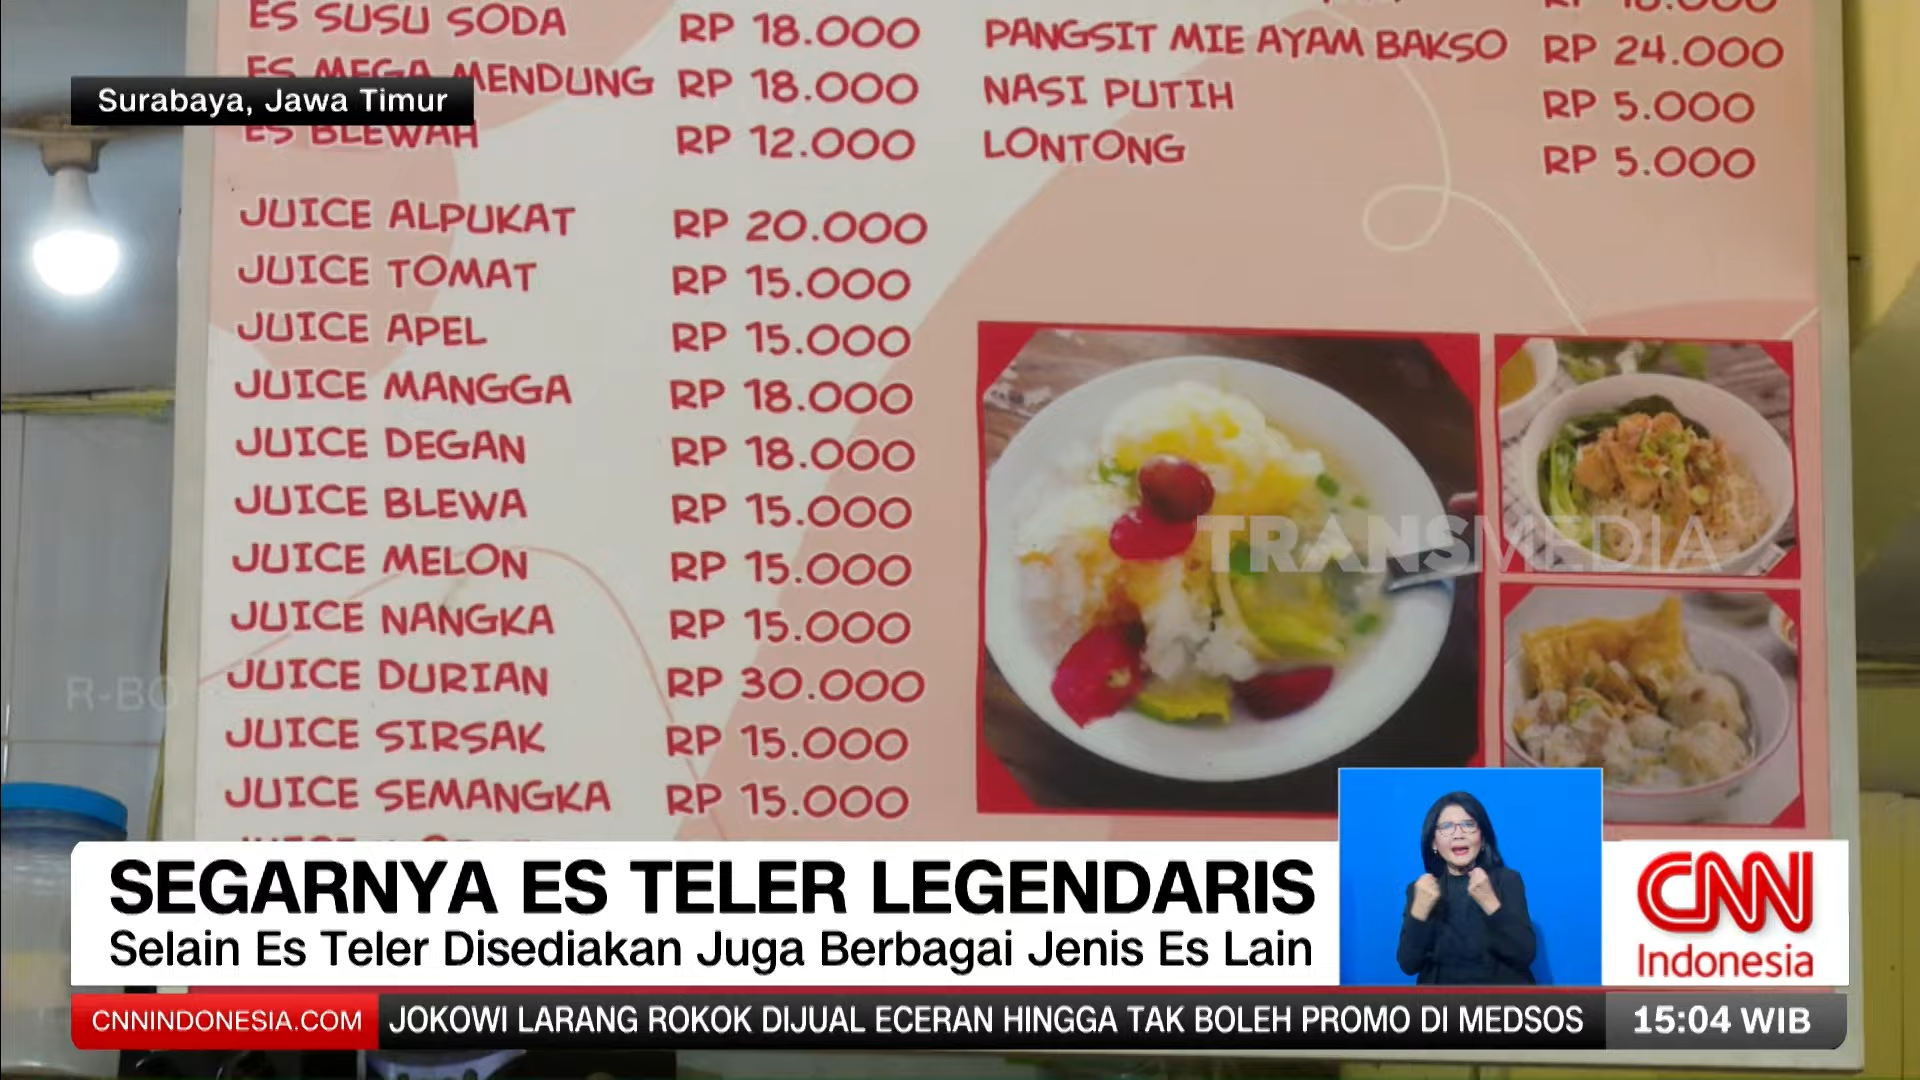 ES SUSU SODA RP 18.000
ES MEGA MENDUNG RP 18.000
ES BLEWAH RP 12.000
JUICE ALPUKAT RP 20.000
JUICE TOMAT RP 15.000
JUICE APEL RP 15.000
JUICE MANGGA RP 18.000
JUICE DEGAN RP 18.000
JUICE BLEWA RP 15.000
JUICE MELON RP 15.000
JUICE NANGKA RP 15.000
JUICE DURIAN RP 30.000
JUICE SIRSAK RP 15.000
JUICE SEMANGKA RP 15.000
PANGSIT MIE AYAM BAKSO RP 24.000
NASI PUTIH RP 5.000
LONTONG RP 5.000
Surabaya, Jawa Timur
TRANSMEDIA
R-BO
SEGARNYA ES TELER LEGENDARIS
Selain Es Teler Disediakan Juga Berbagai Jenis Es Lain
CNN
Indonesia
CNNINDONESIA.COM
JOKOWI LARANG ROKOK DIJUAL ECERAN HINGGA TAK BOLEH PROMO DI MEDSOS
15:04 WIB